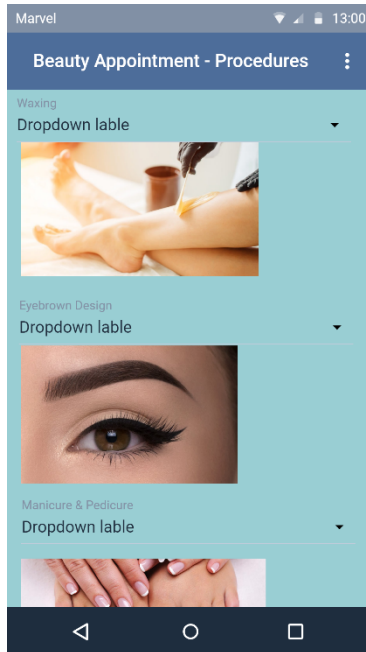 Marvel 13:00
Beauty Appointment - Procedures
Waxing
Dropdown lable
Eyebrown Design
Dropdown lable
Manicure & Pedicure
Dropdown lable